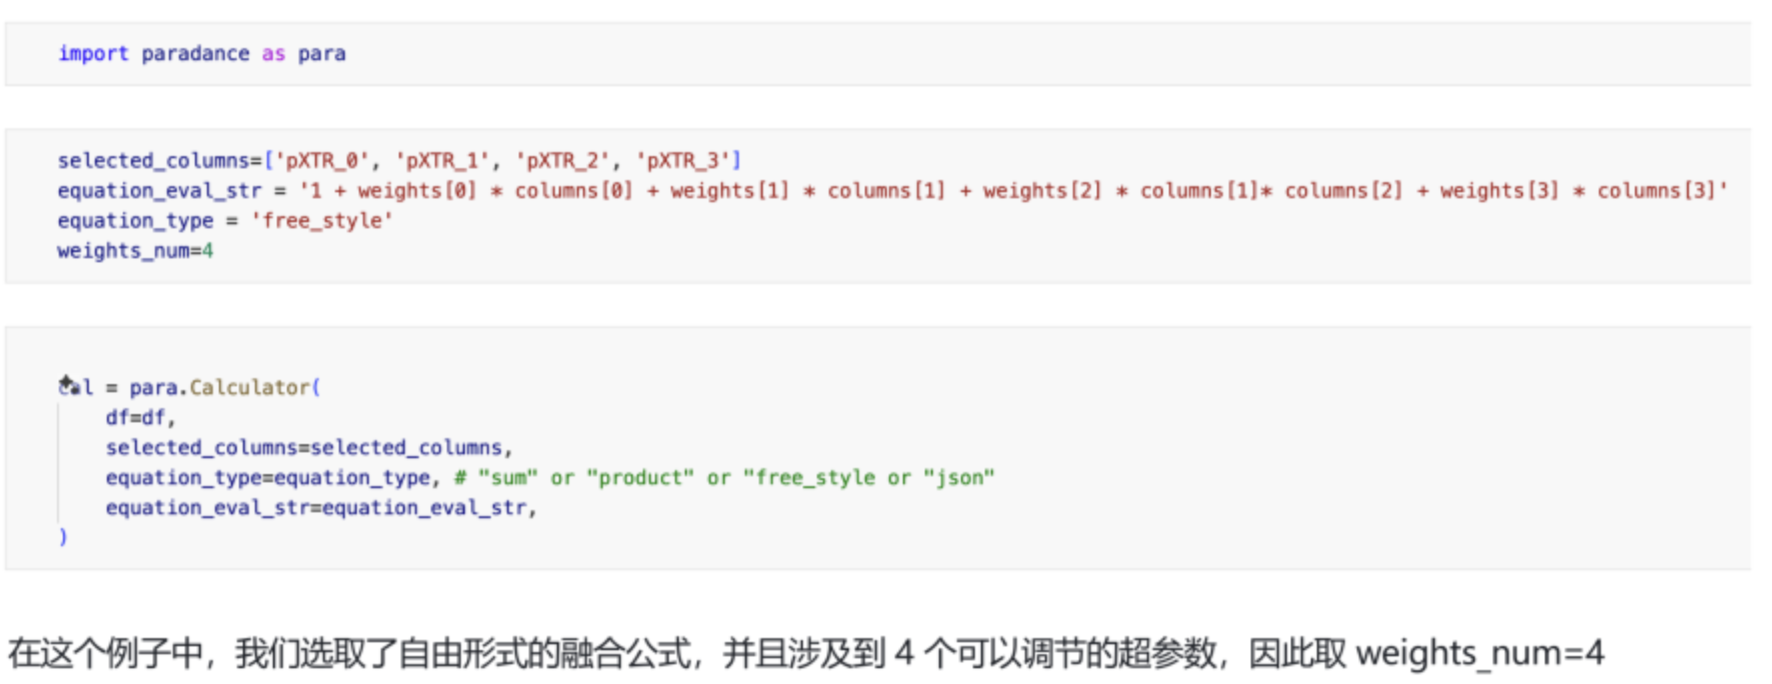 import paradance as para
selected_columns=['pXTR_0', 'pXTR_1', 'pXTR_2', 'pXTR_3']
equation_eval_str = '1 + weights[0] * columns[0] + weights[1] * columns[1] + weights[2] * columns[1]* columns[2] + weights[3] * columns[3]'
equation_type = 'free_style'
weights_num=4
cal = para.Calculator(
    df=df,
    selected_columns=selected_columns,
    equation_type=equation_type, # "sum" or "product" or "free_style or "json"
    equation_eval_str=equation_eval_str,
)
在这个例子中，我们选取了自由形式的融合公式，并且涉及到 4 个可以调节的超参数，因此取 weights_num=4